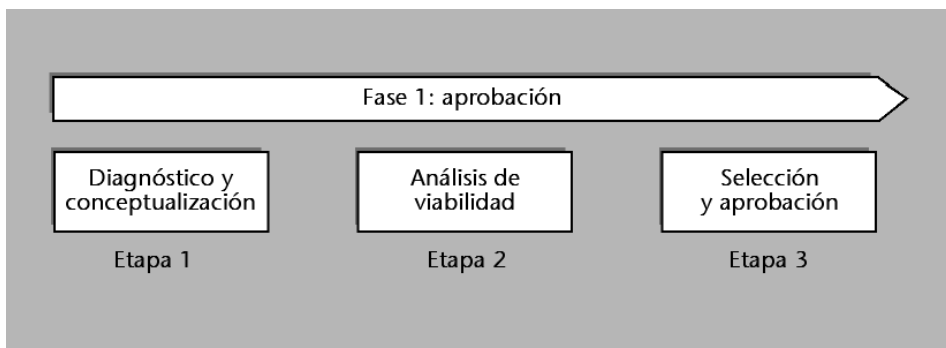 Fase 1: aprobación
Diagnóstico y
conceptualización
Análisis de
viabilidad
Selección
y aprobación
Etapa 1
Etapa 2
Etapa 3